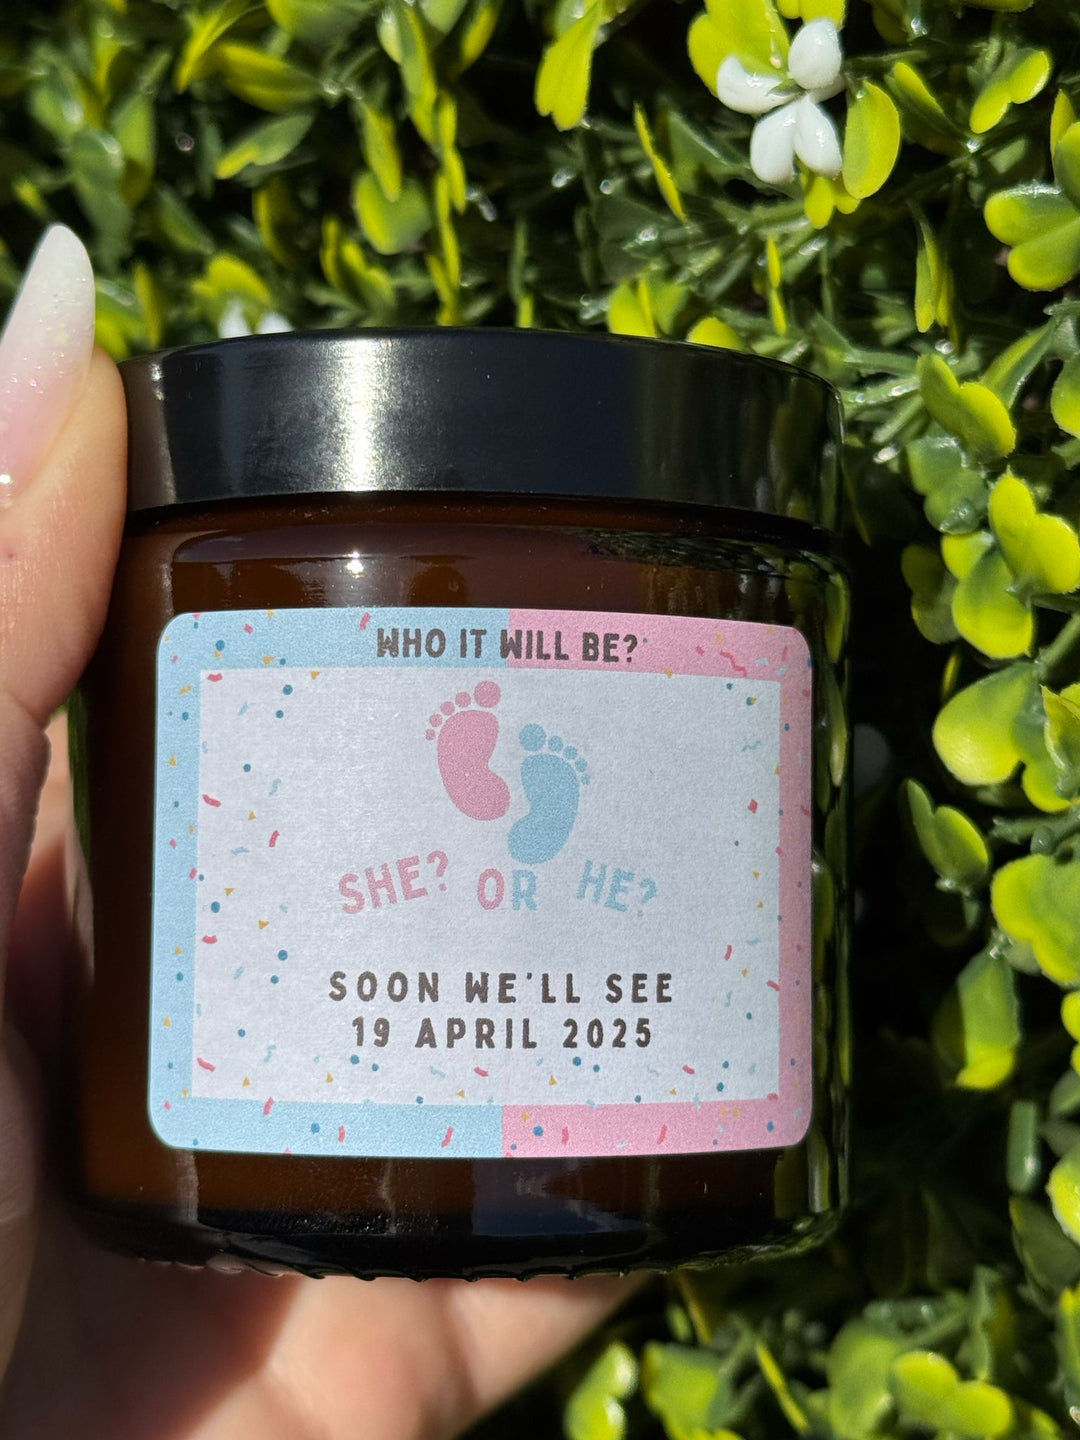 WHO IT WILL BE?
SHE? OR HE?
SOON WE'LL SEE
19 APRIL 2025